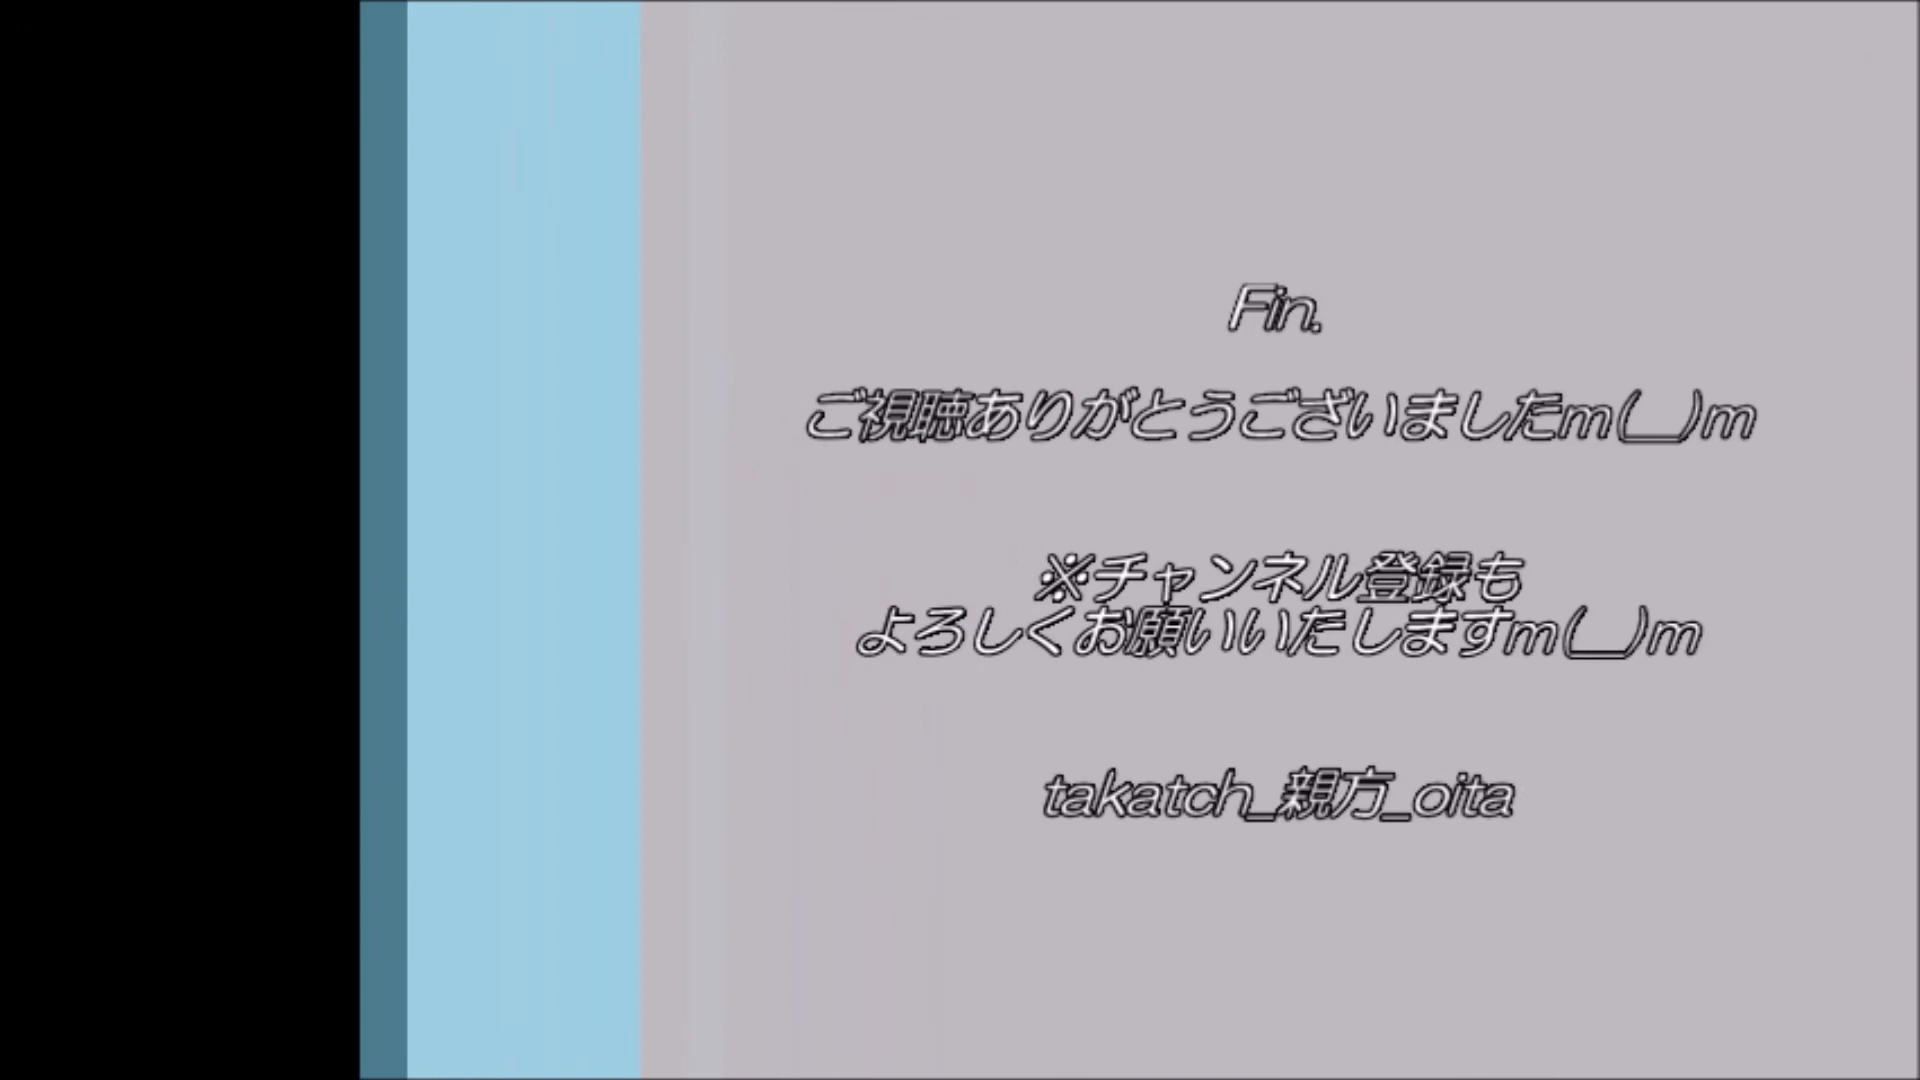 Fin.
ご視聴ありがとうございましたm(__)m
※チャンネル登録も
よろしくお願いいたしますm(__)m
takatch_親方_oita